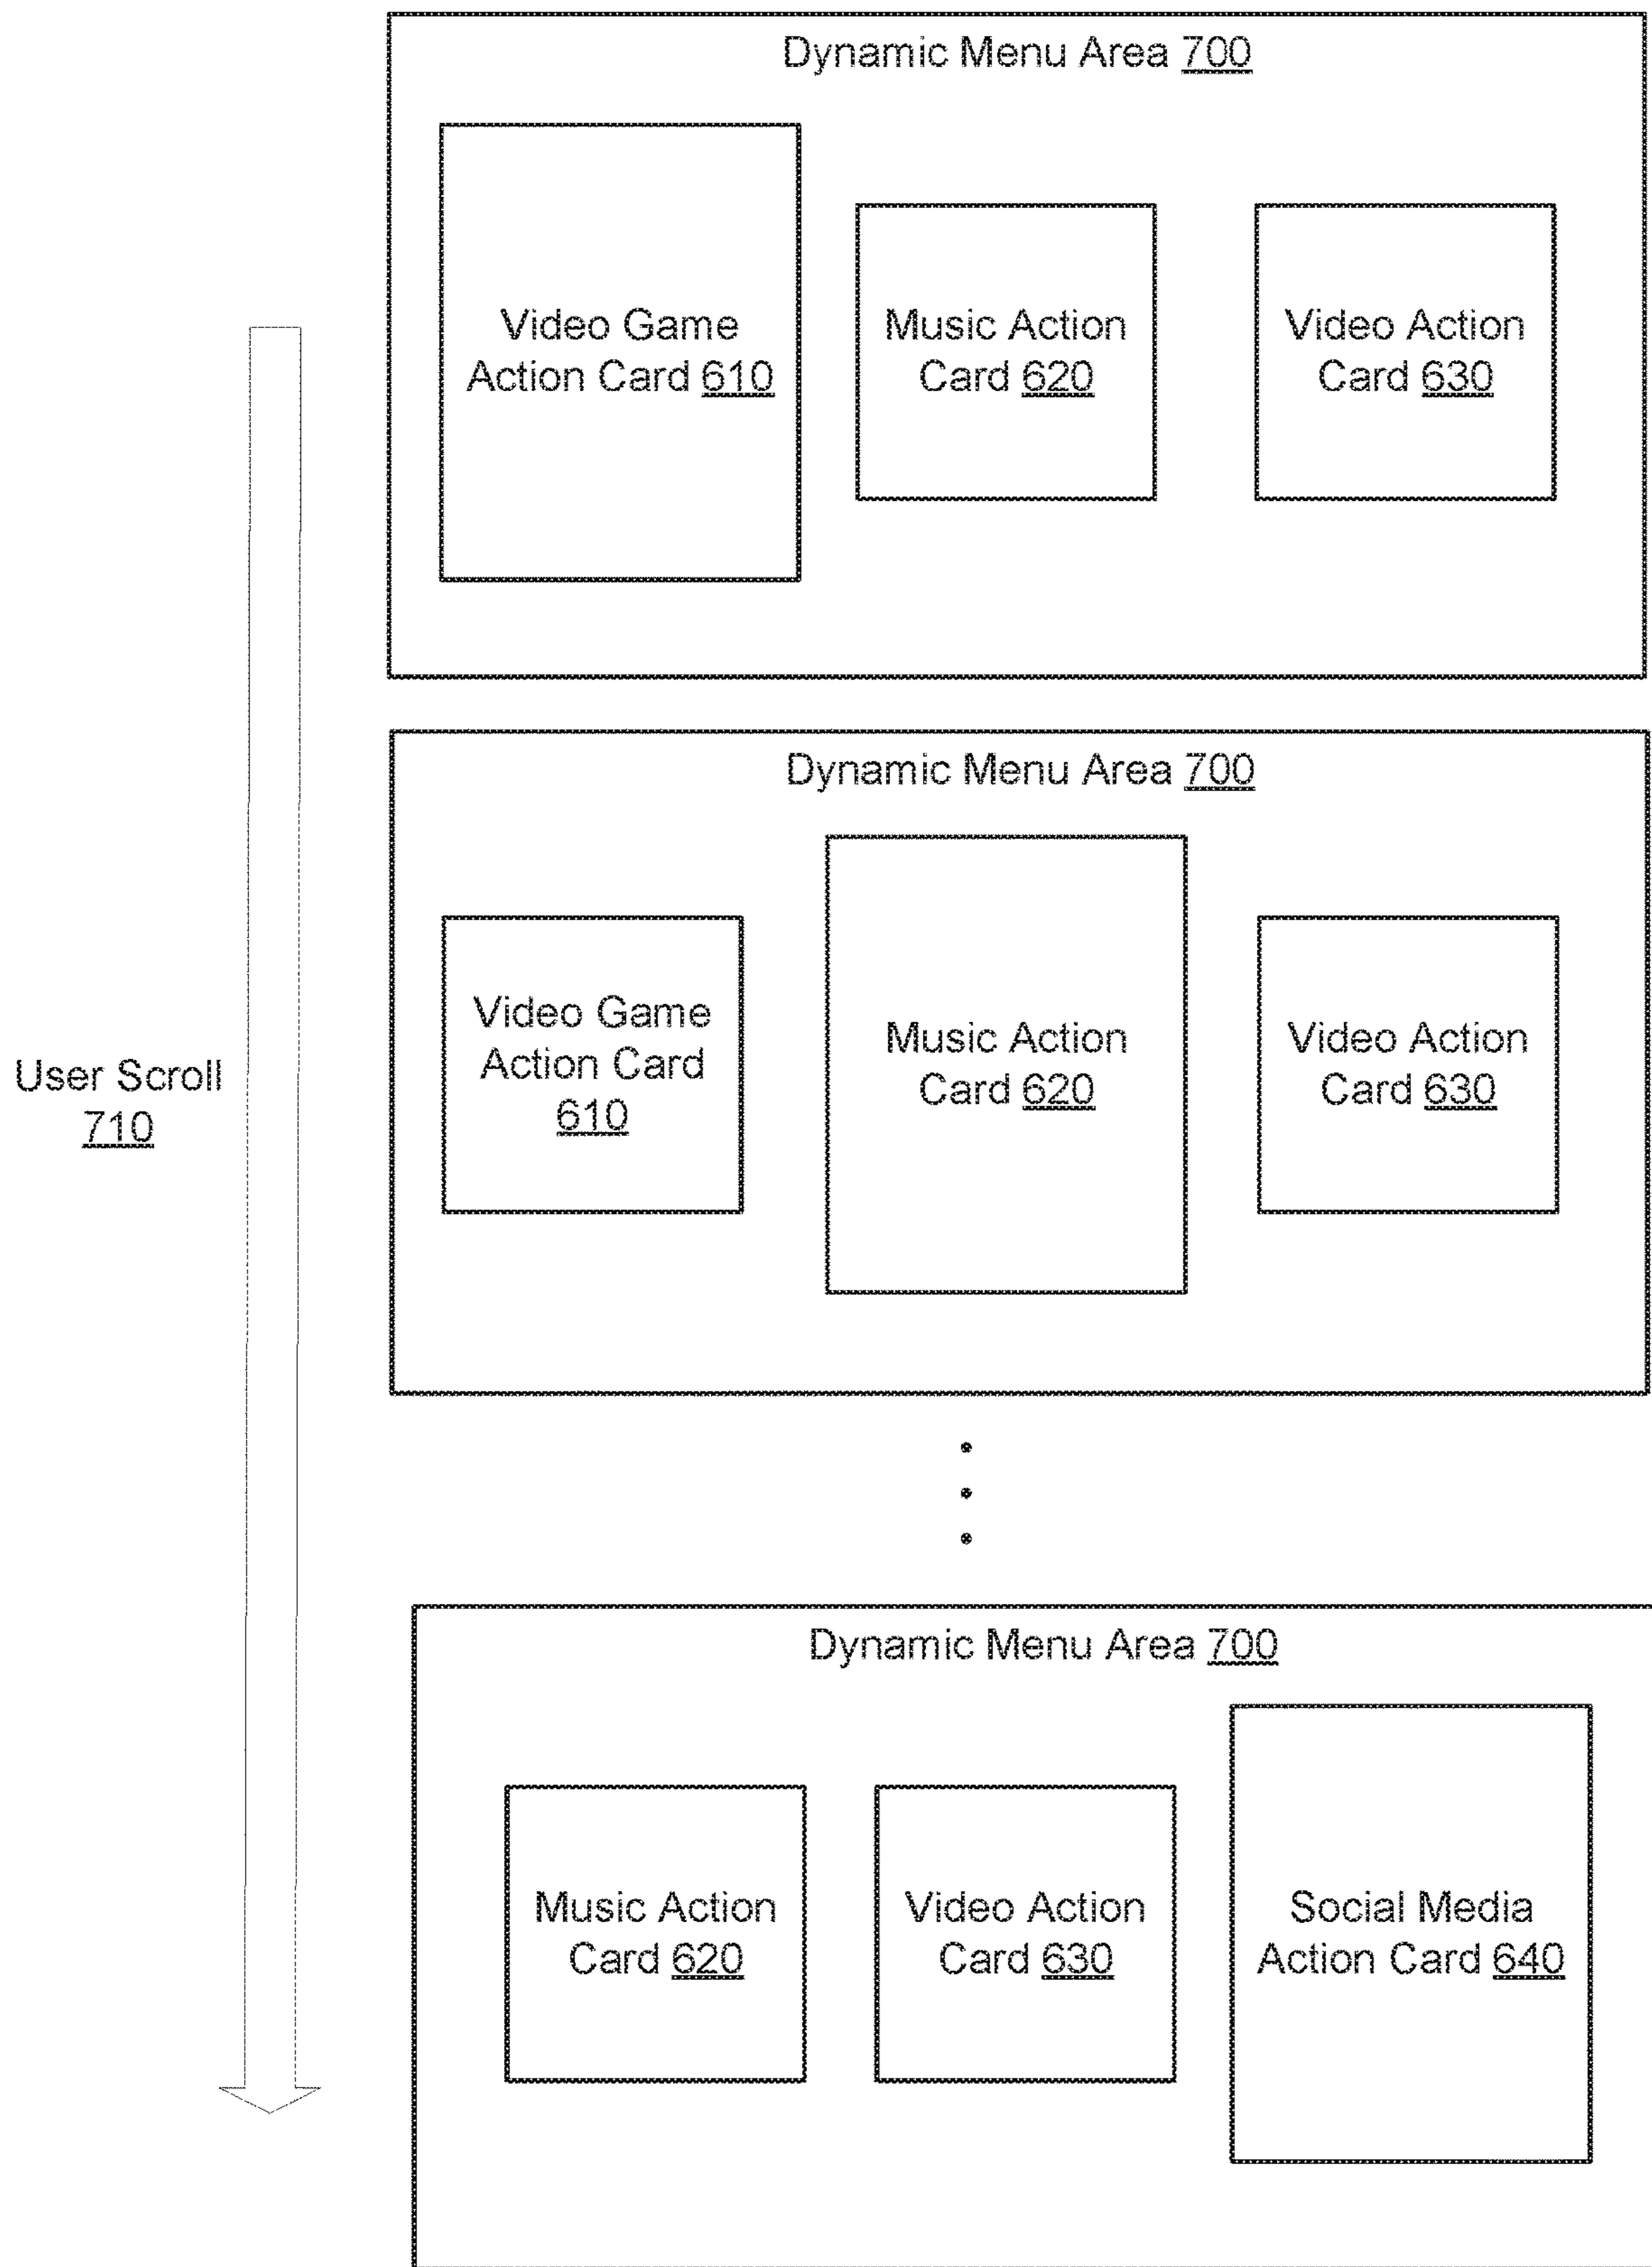 Dynamic Menu Area 700
Video Game
Action Card 610
Music Action
Card 620
Video Action
Card 630
Dynamic Menu Area 700
Video Game
Action Card
610
Music Action
Card 620
Video Action
Card 630
User Scroll
710
Dynamic Menu Area 700
Music Action
Card 620
Video Action
Card 630
Social Media
Action Card 640